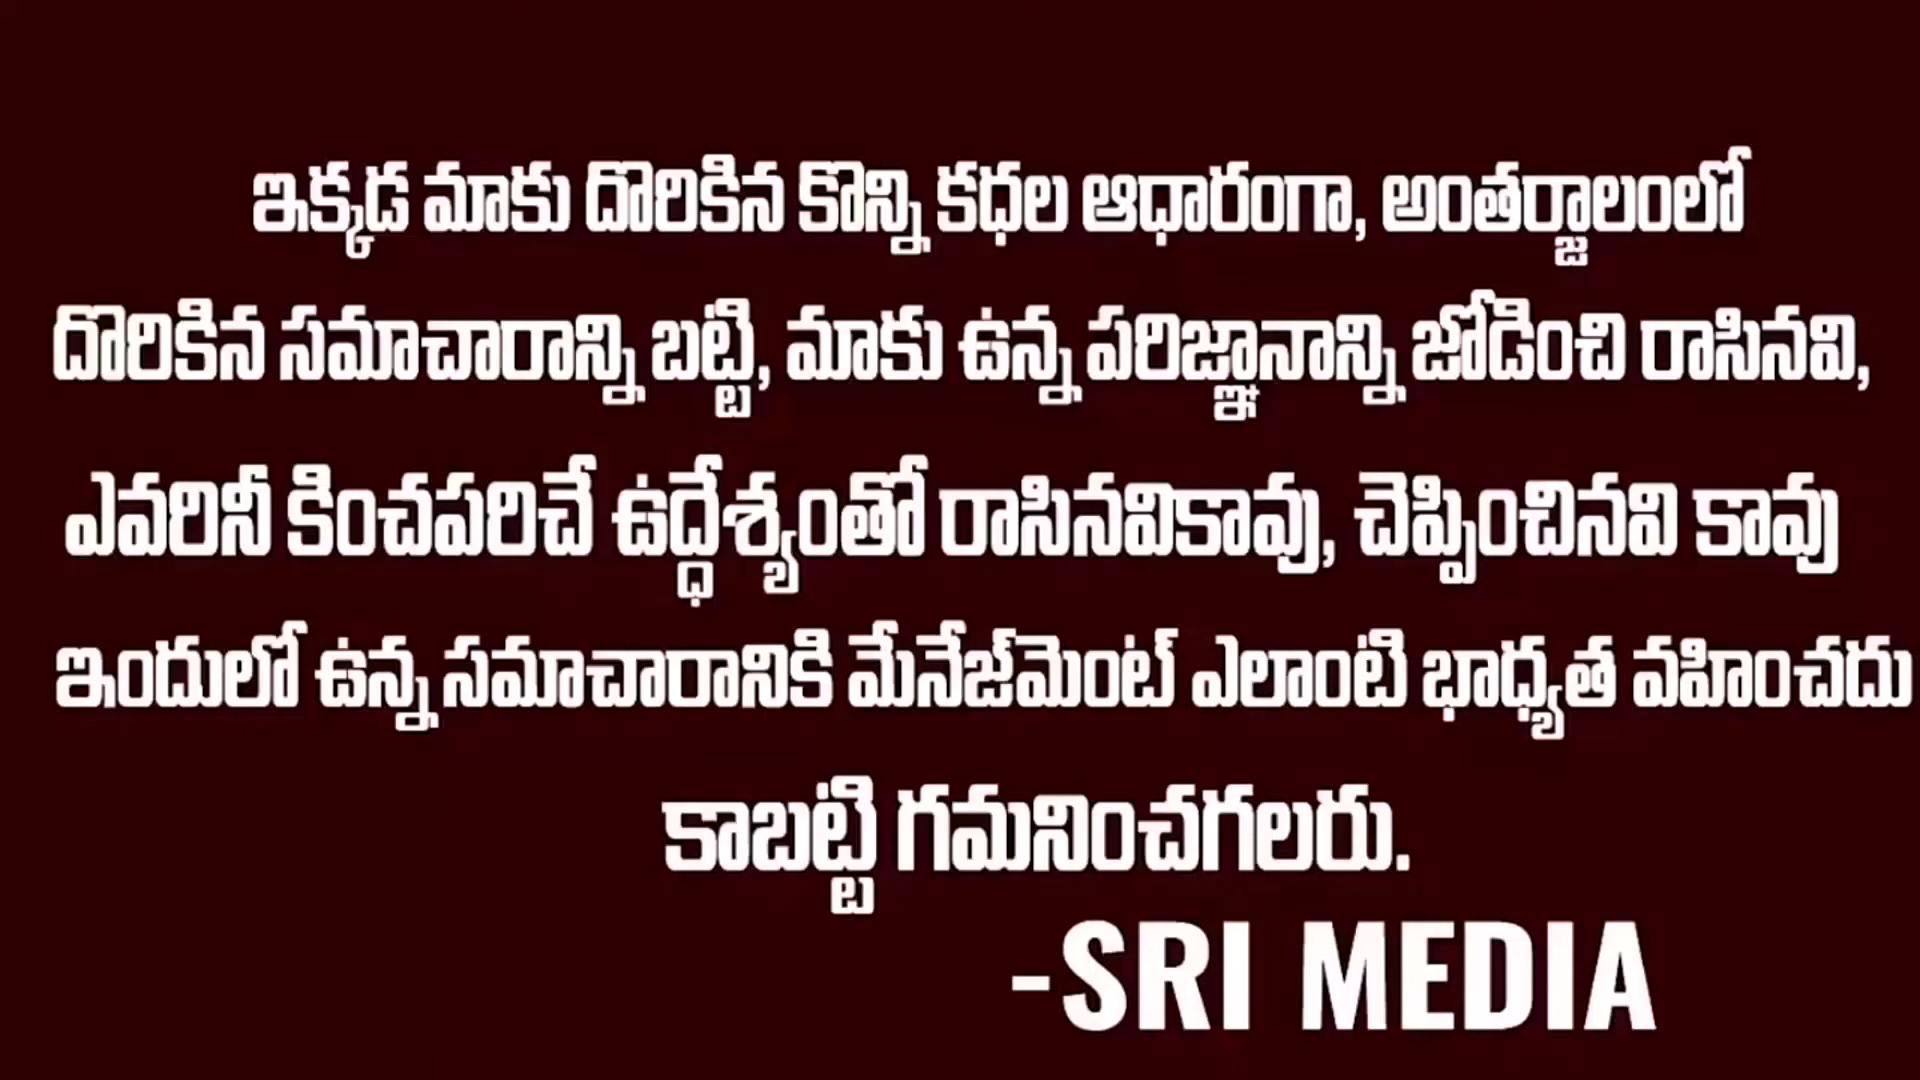 ఇక్కడ మాకు దొరికిన కొన్ని కధల ఆధారంగా, అంతర్జాలంలో
దొరికిన సమాచారాన్ని బట్టి, మాకు ఉన్న పరిజ్ఞానాన్ని జోడించి రాసినవి,
ఎవరినీ కించపరిచే ఉద్ధేశ్యంతో రాసినవికావు, చెప్పించినవి కావు
ఇందులో ఉన్న సమాచారానికి మేనేజ్‌మెంట్ ఎలాంటి భాధ్యత వహించదు
కాబట్టి గమనించగలరు.
-SRI MEDIA